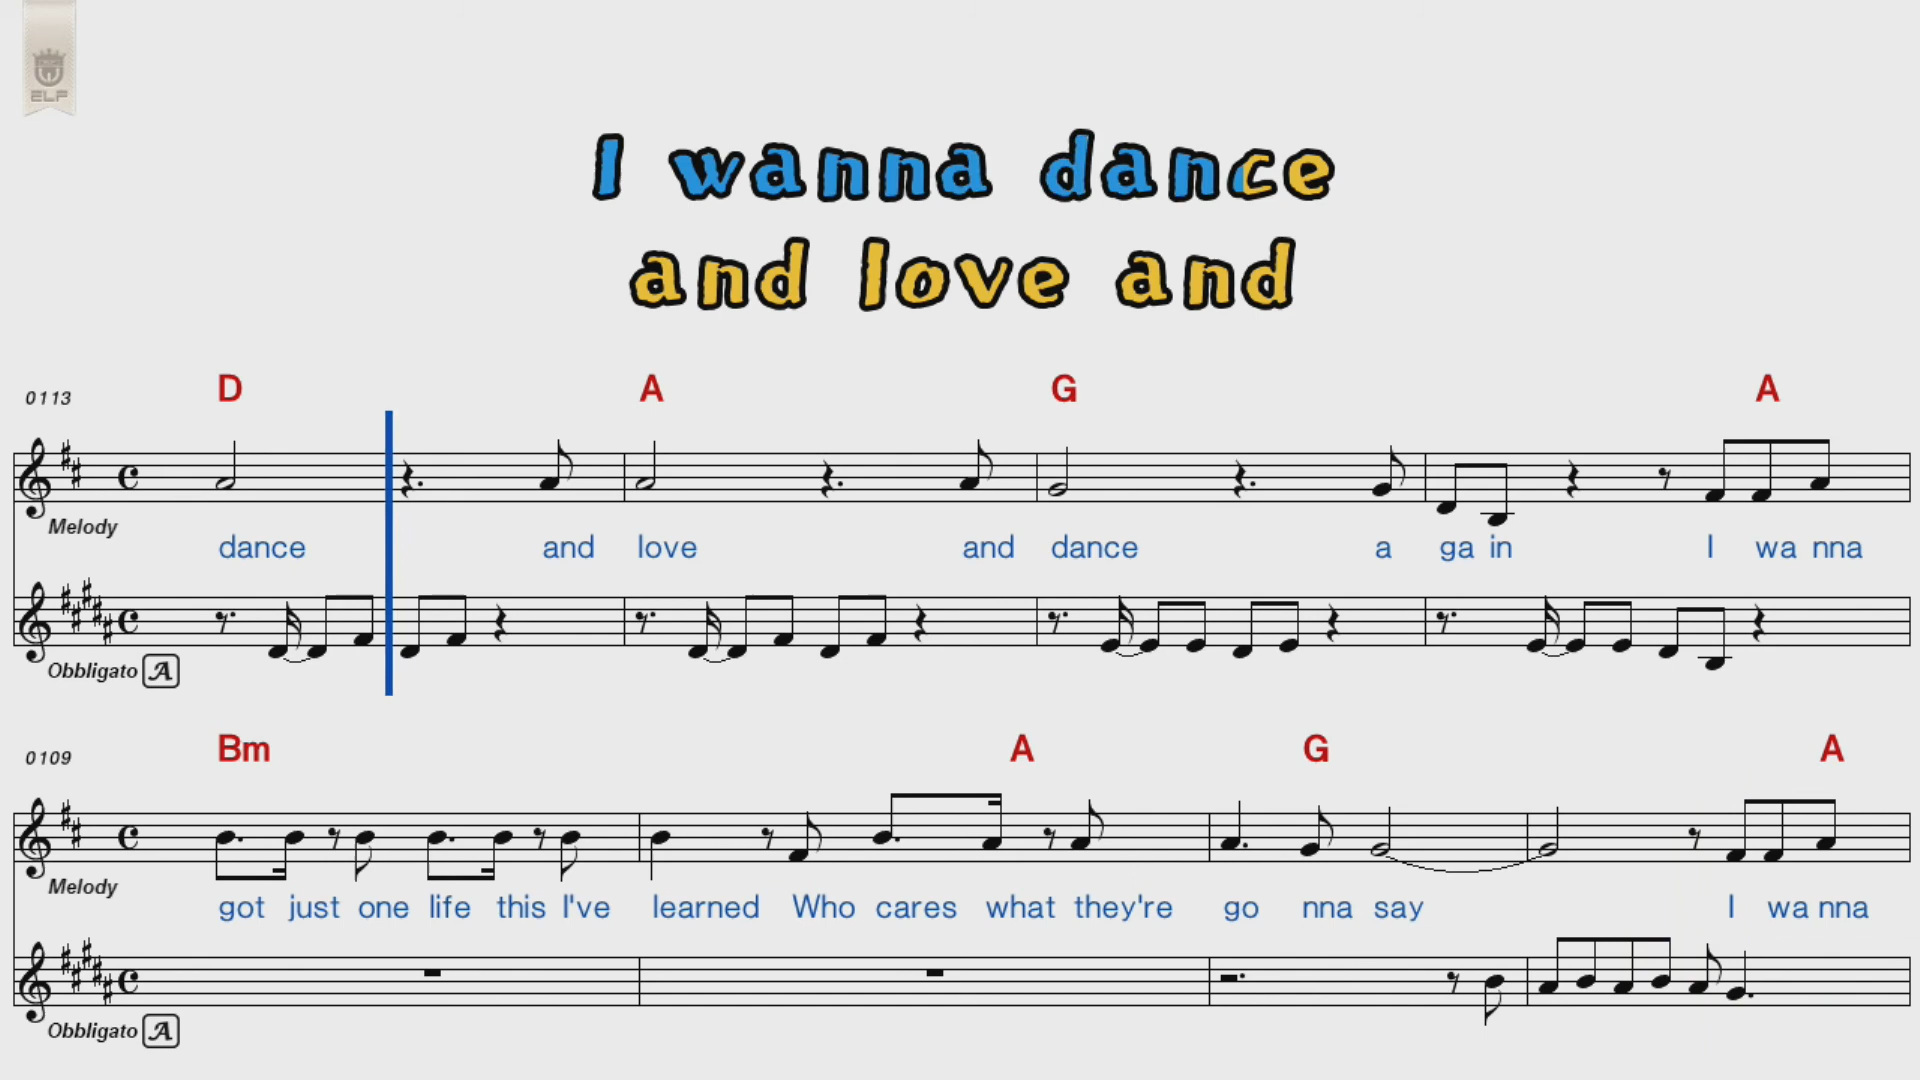 ELF
I wanna dance
and love and
0113 D A G A
Melody
dance and love and dance a ga in I wa nna
Obbligato A
0109 Bm A G A
Melody
got just one life this I've learned Who cares what they're go nna say I wa nna
Obbligato A